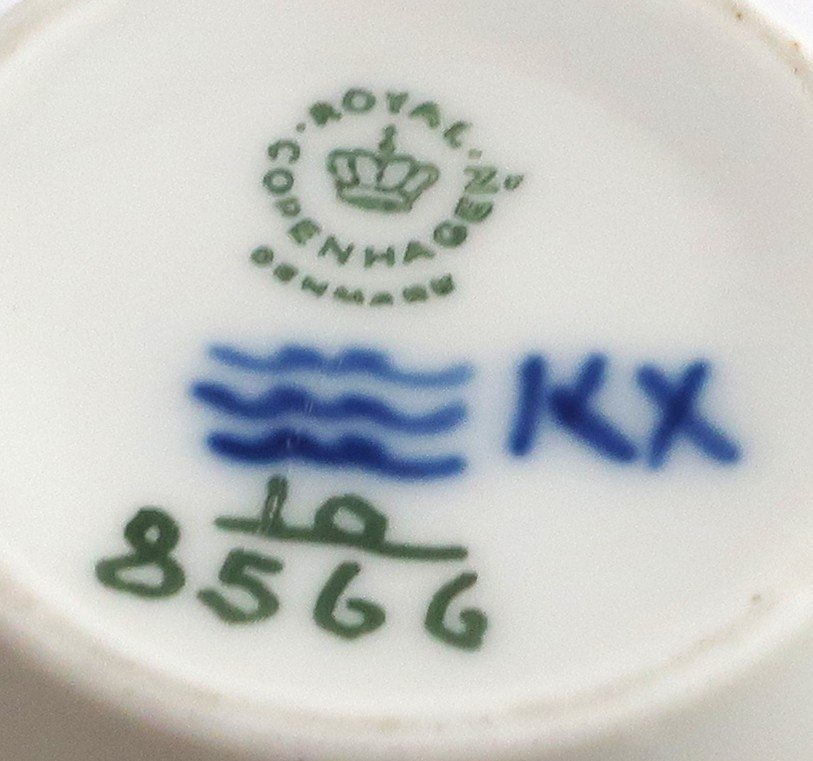 · ROYAL · COPENHAGEN
DENMARK
KX
10
8566